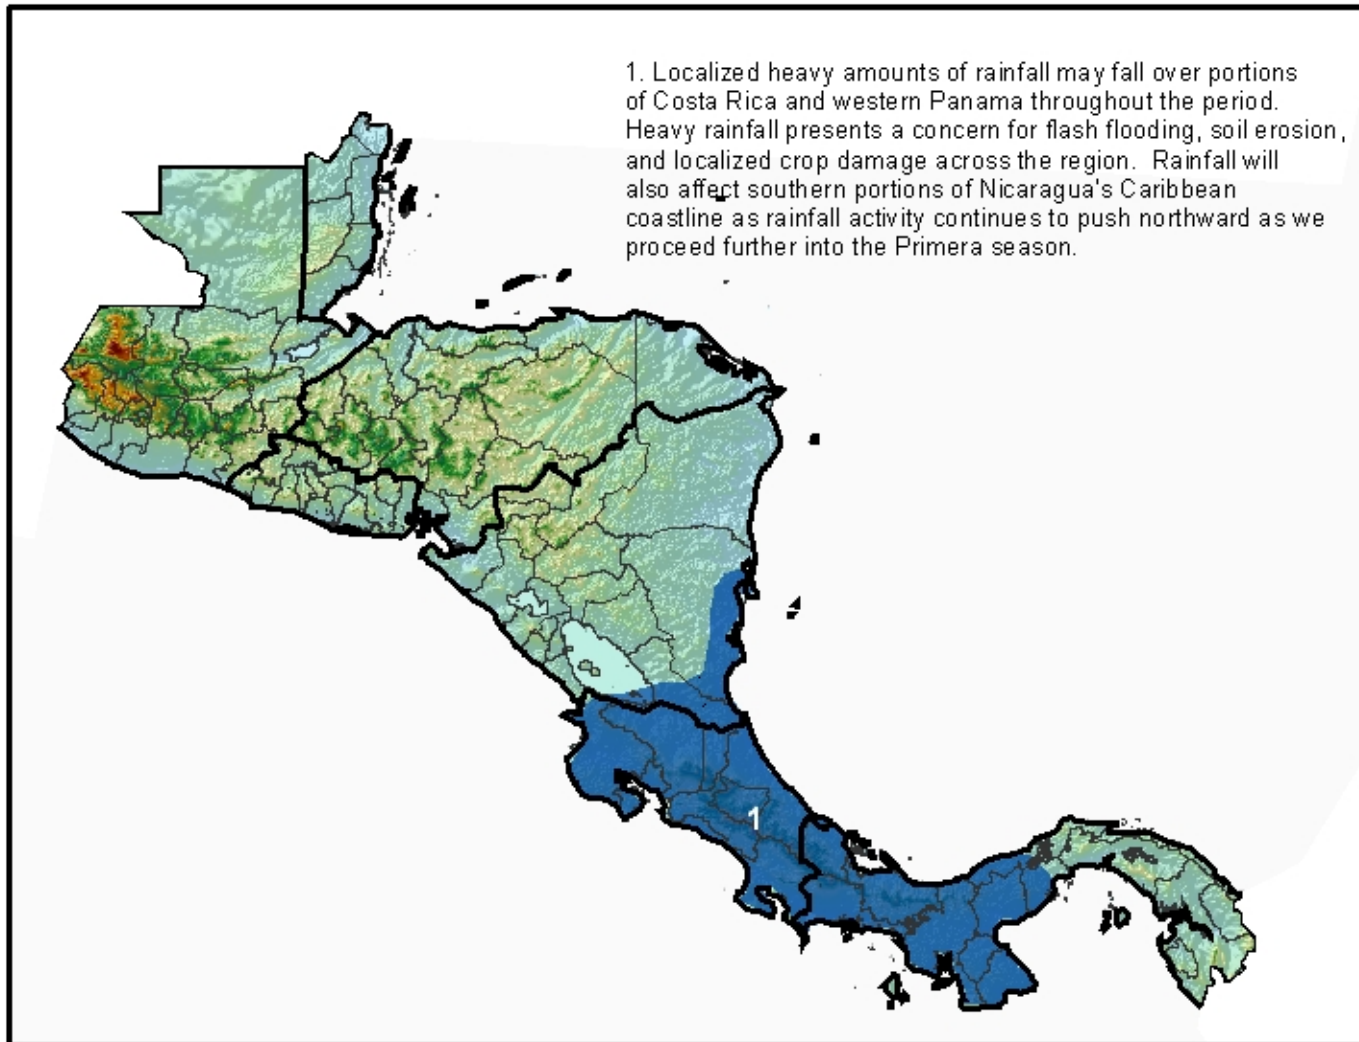 1. Localized heavy amounts of rainfall may fall over portions
of Costa Rica and western Panama throughout the period.
Heavy rainfall presents a concern for flash flooding, soil erosion,
and localized crop damage across the region.  Rainfall will
also affect southern portions of Nicaragua's Caribbean
coastline as rainfall activity continues to push northward as we
proceed further into the Primera season.
1